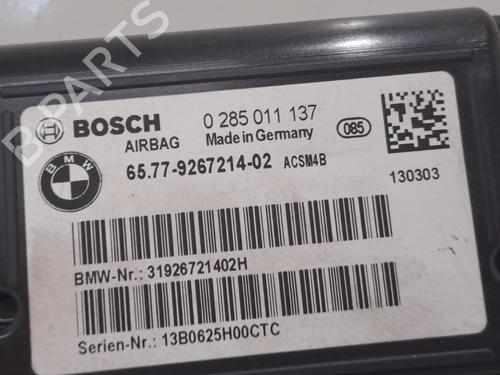 BOSCH
0 285 011 137
AIRBAG
Made in Germany
085
BMW
65.77-9267214-02 ACSM4B
130303
BMW-Nr.: 31926721402H
Serien-Nr.: 13B0625H00CTC
B PARTS